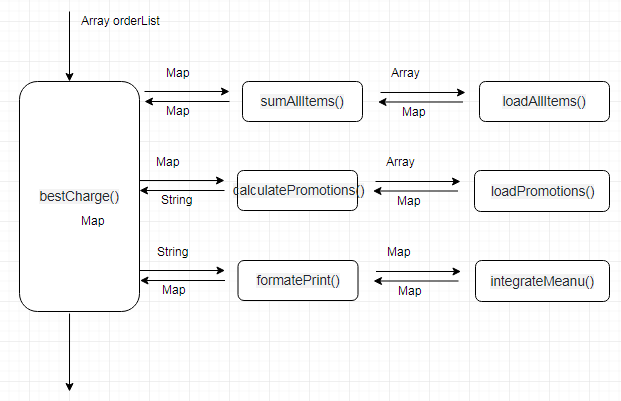 Array orderList
Map
Array
sumAllItems()
loadAllItems()
Map
Map
Map
Array
bestCharge()
calculatePromotions()
loadPromotions()
String
Map
Map
String
Map
formatePrint()
integrateMeanu()
Map
Map